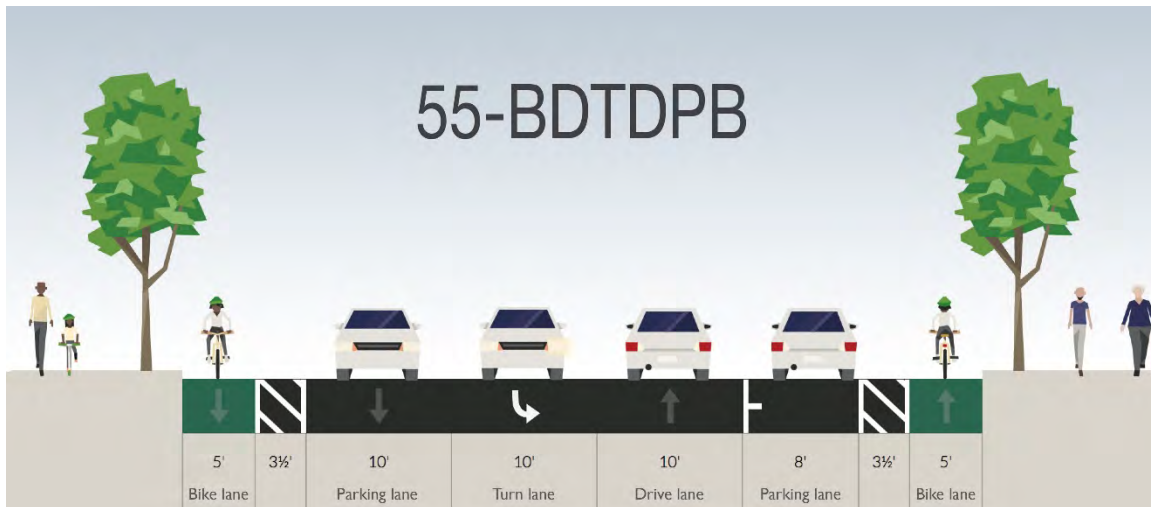 55-BDTDPB
5' 3½' 10' 10' 10' 8' 3½' 5'
Bike lane Parking lane Turn lane Drive lane Parking lane Bike lane